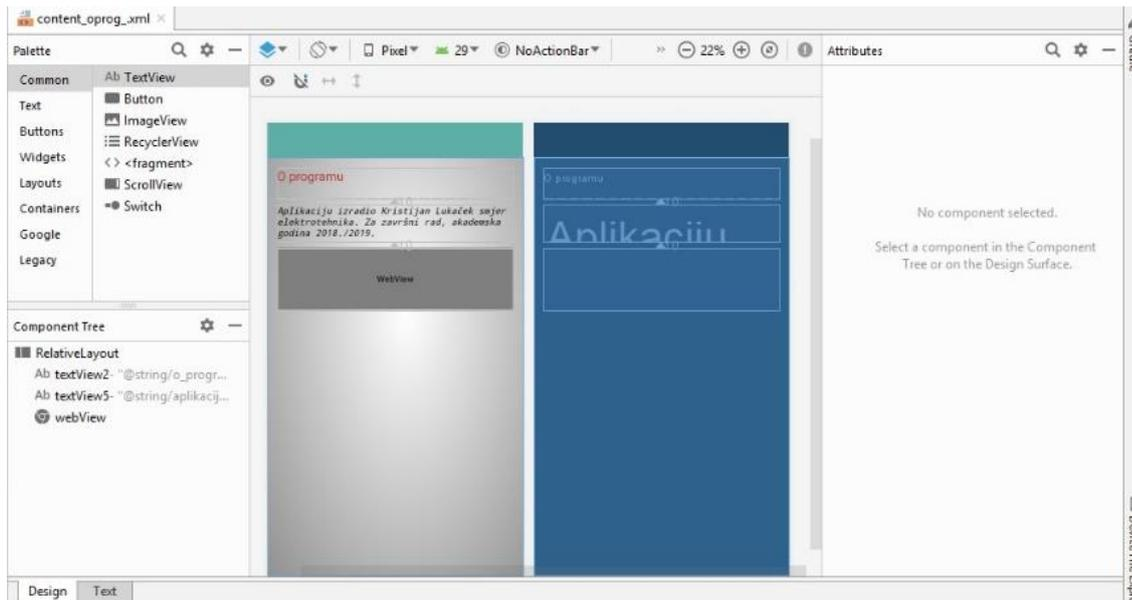 content_oprog_.xml
Palette
Pixel
29
NoActionBar
22%
Attributes
Common
Text
Buttons
Widgets
Layouts
Containers
Google
Legacy
Ab TextView
Button
ImageView
RecyclerView
<> <fragment>
ScrollView
Switch
O programu
Aplikaciju izradio Kristijan Lukaček smjer
elektrotehnika. Za završni rad, akademska
godina 2018./2019.
WebView
O programu
Aplikaciju
No component selected.
Select a component in the Component
Tree or on the Design Surface.
Component Tree
RelativeLayout
Ab textView2- "@string/o_progr...
Ab textView5- "@string/aplikacij...
webView
Design
Text